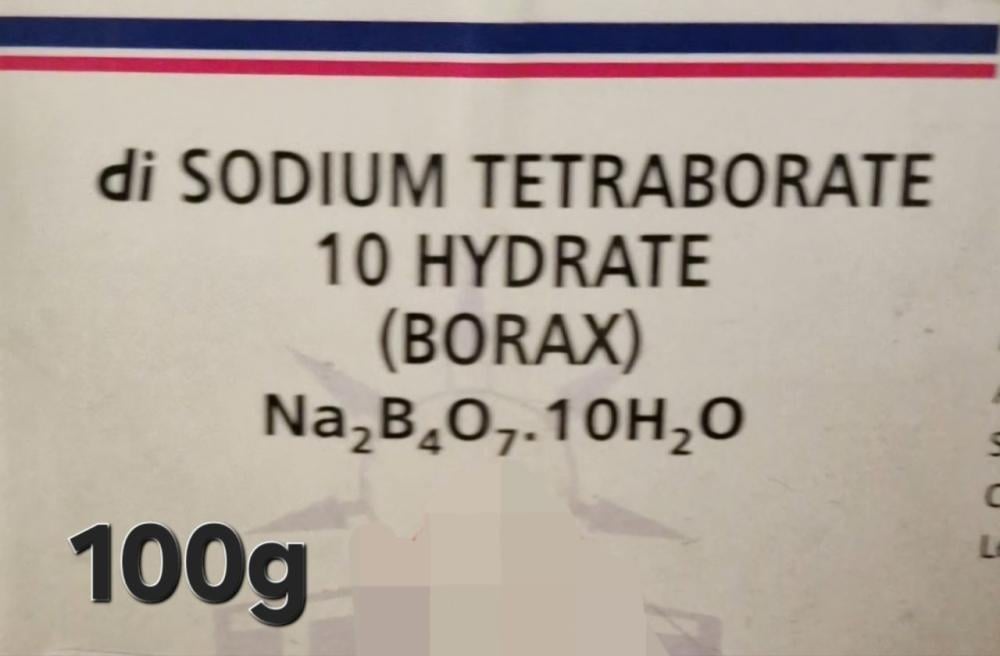 di SODIUM TETRABORATE
10 HYDRATE
(BORAX)
Na₂B₄O₇.10H₂O
100g